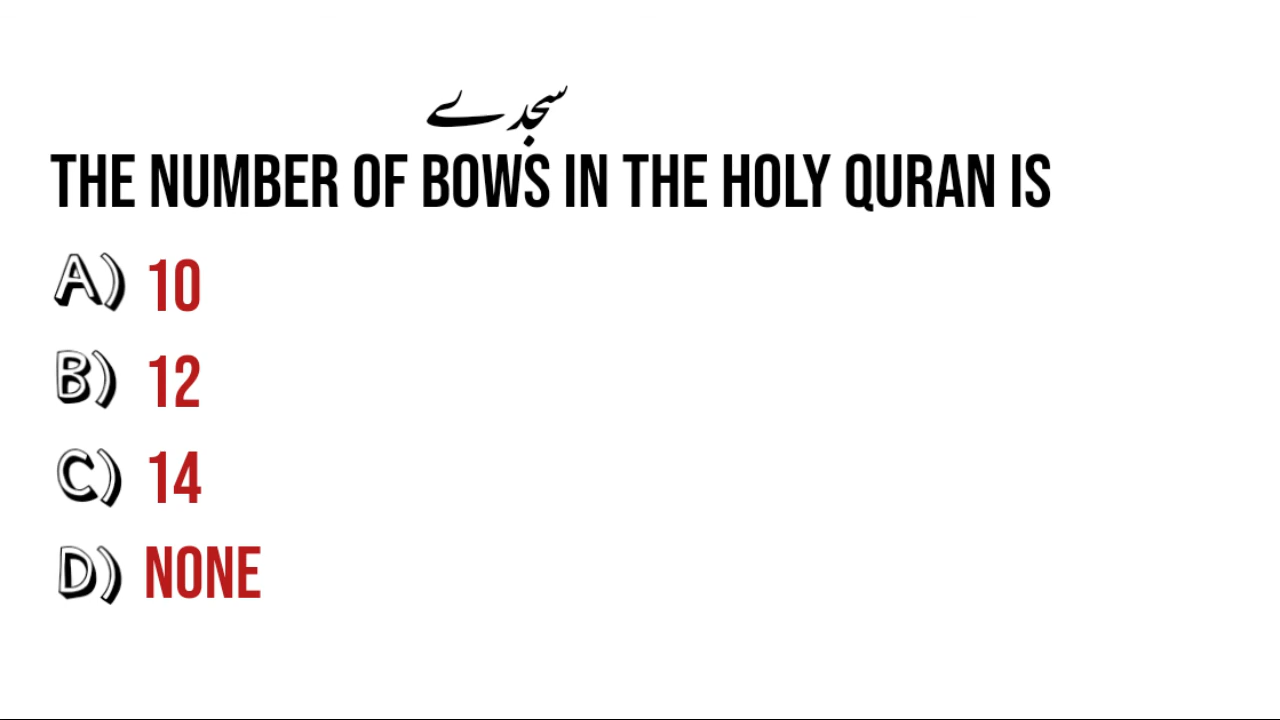 سجدے
THE NUMBER OF BOWS IN THE HOLY QURAN IS
A) 10
B) 12
C) 14
D) NONE